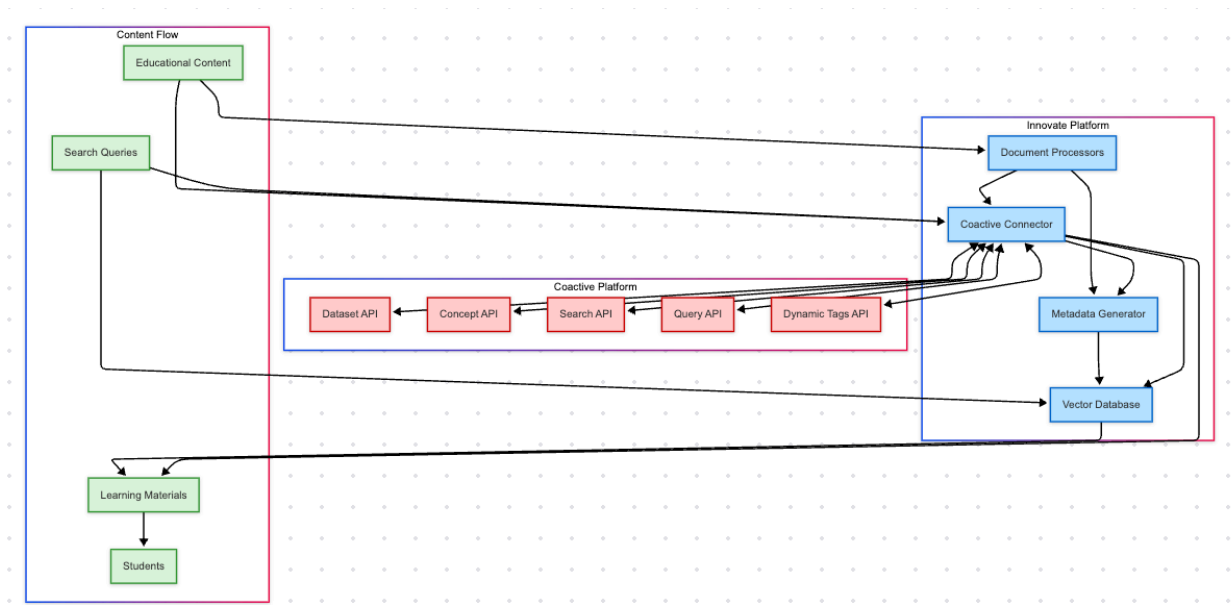 Content Flow
Educational Content
Search Queries
Innovate Platform
Document Processors
Coactive Connector
Coactive Platform
Dataset API
Concept API
Search API
Query API
Dynamic Tags API
Metadata Generator
Vector Database
Learning Materials
Students